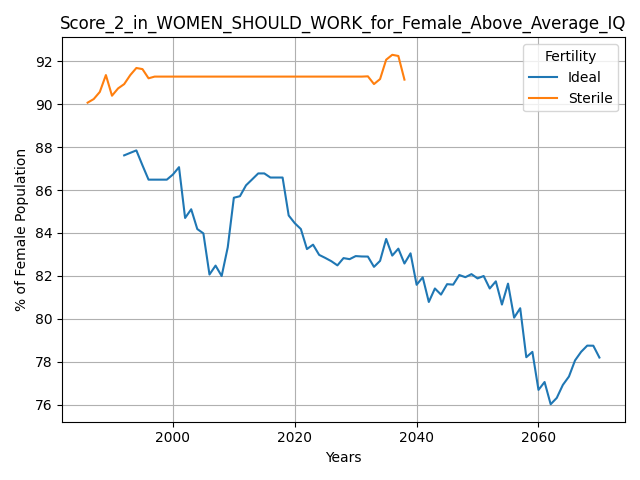 Score_2_in_WOMEN_SHOULD_WORK_for_Female_Above_Average_IQ
Fertility
Ideal
Sterile
% of Female Population
92
90
88
86
84
82
80
78
76
2000
2020
2040
2060
Years